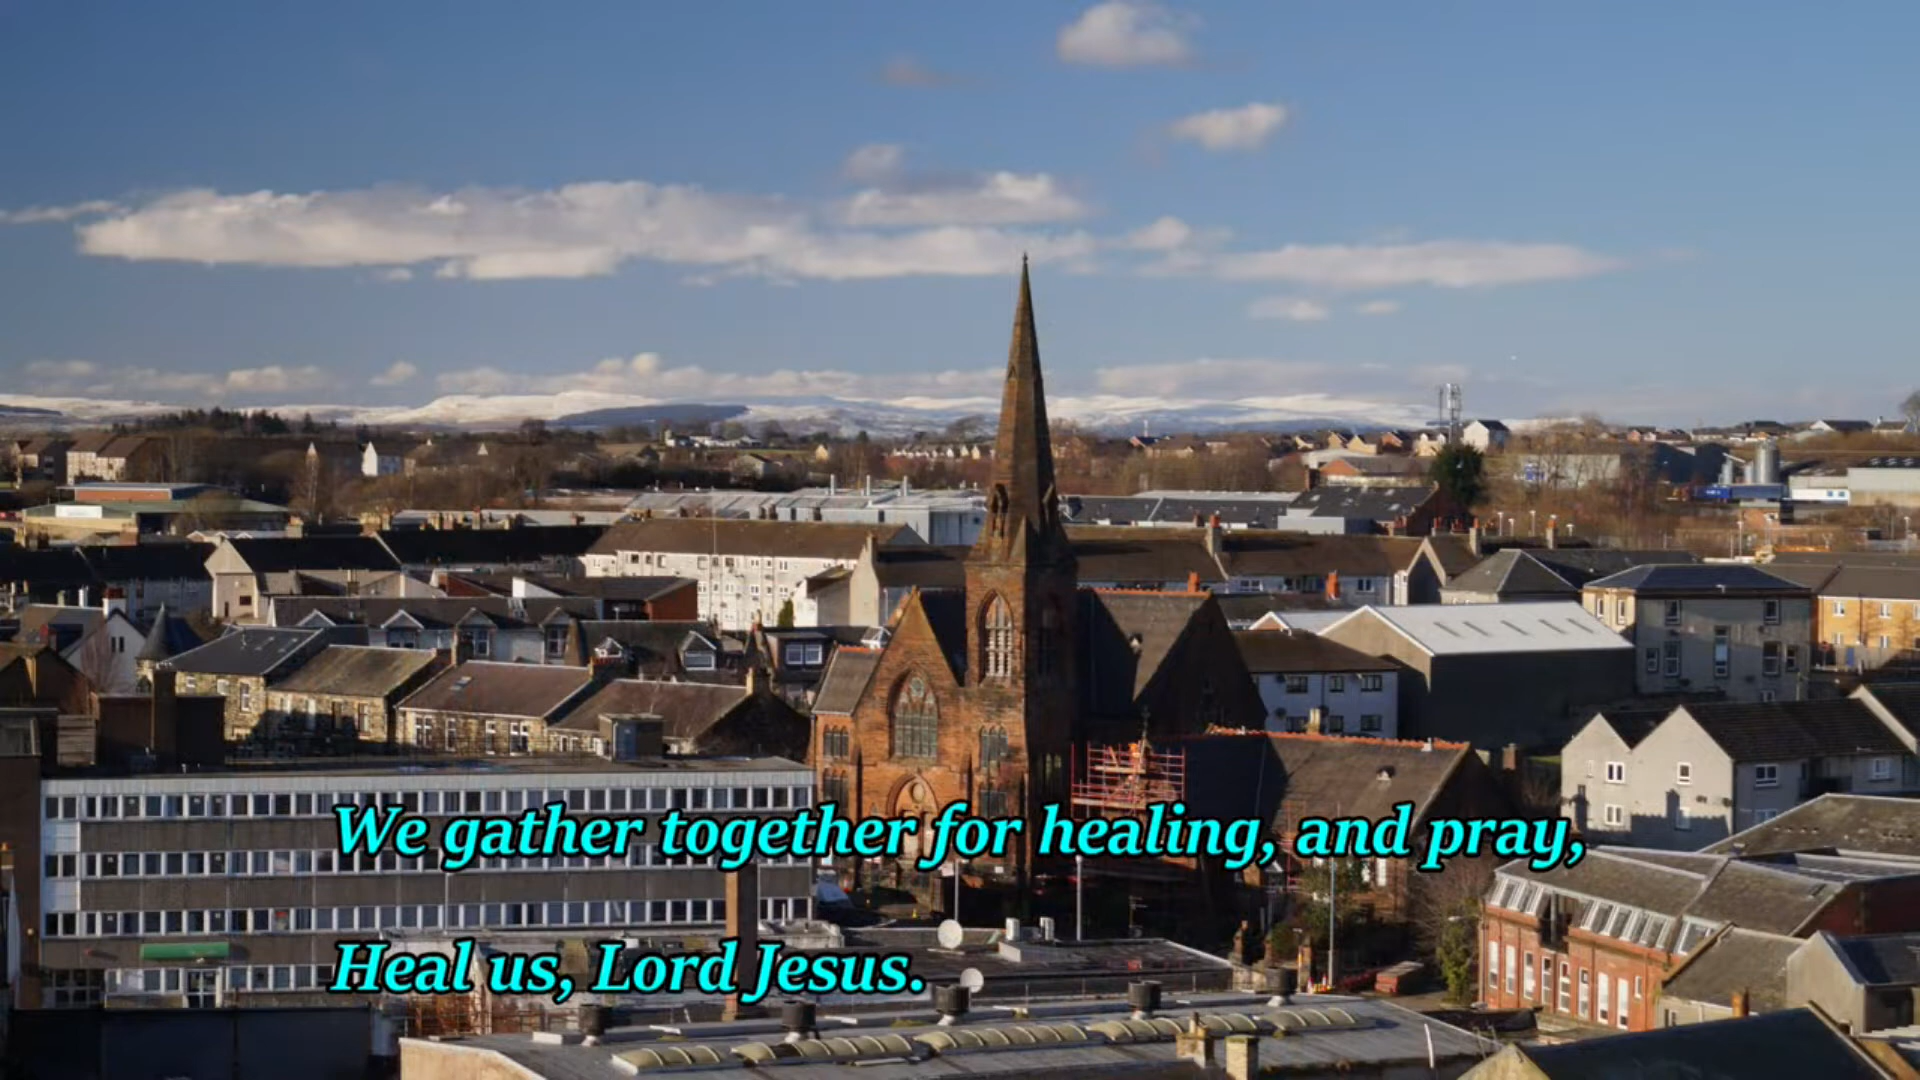 We gather together for healing, and pray,
Heal us, Lord Jesus.